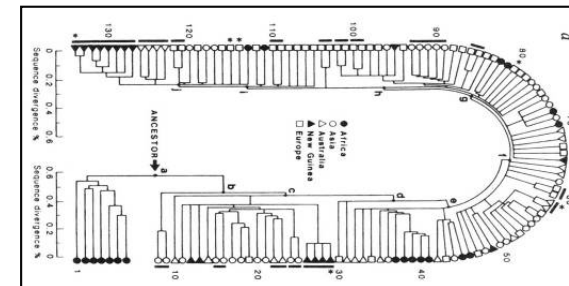 130
120
110
100
90
80
a
0
0.2
0.4
0.6
Sequence divergence %
j
i
h
g
f
Africa
Asia
Australia
New Guinea
Europe
ANCESTOR
a
b
c
d
e
0.6
0.4
0.2
0
Sequence divergence %
1
10
20
30
40
50